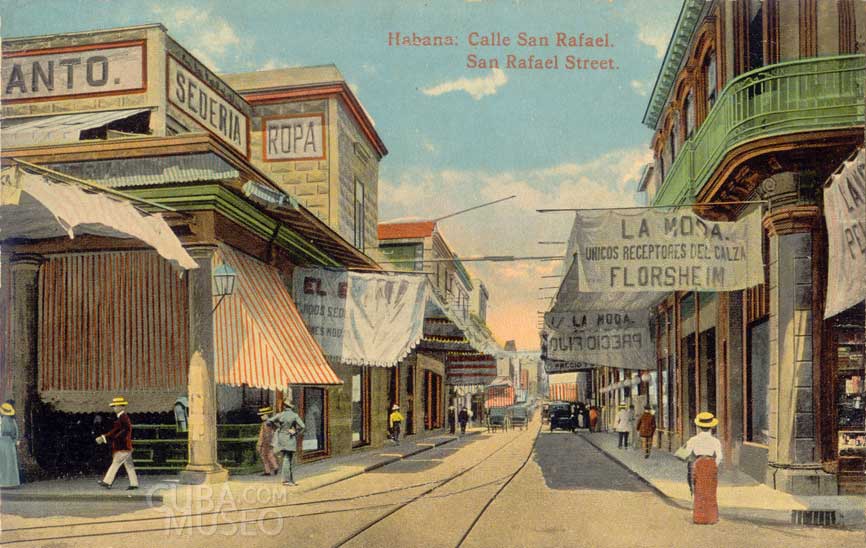 Habana: Calle San Rafael.
San Rafael Street.
ANTO.
SEDERIA
ROPA
LA MODA.
UNICOS RECEPTORES DEL CALZA
FLORSHEIM
EL
LA MODA.
PRECIO FIJO
CUBA.COM
MUSEO